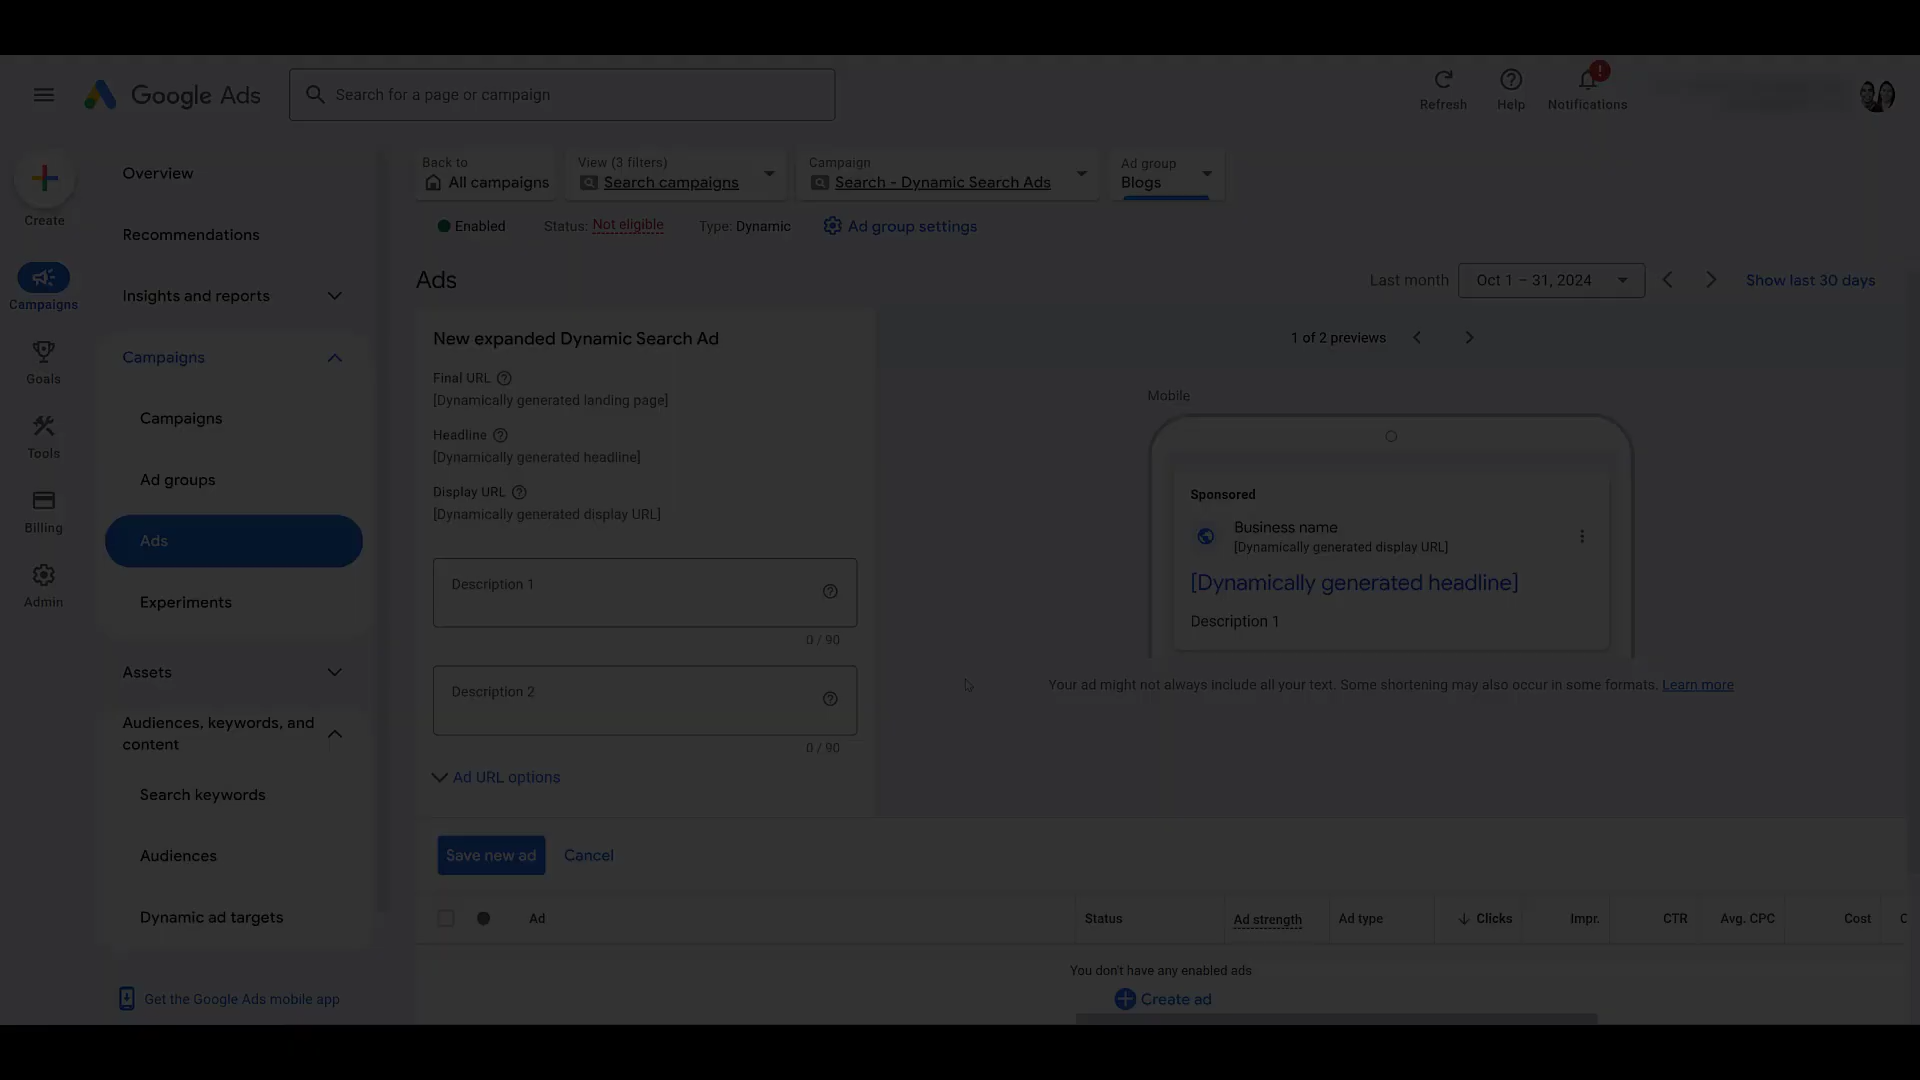 Google Ads
Search for a page or campaign
Refresh
Help
!
Notifications
Create
Campaigns
Goals
Tools
Billing
Admin
Overview
Recommendations
Insights and reports
Campaigns
Campaigns
Ad groups
Ads
Experiments
Assets
Audiences, keywords, and
content
Search keywords
Audiences
Dynamic ad targets
Get the Google Ads mobile app
Back to
All campaigns
View (3 filters)
Search campaigns
Campaign
Search - Dynamic Search Ads
Ad group
Blogs
Enabled
Status: Not eligible
Type: Dynamic
Ad group settings
Ads
Last month
Oct 1 – 31, 2024
Show last 30 days
New expanded Dynamic Search Ad
Final URL
[Dynamically generated landing page]
Headline
[Dynamically generated headline]
Display URL
[Dynamically generated display URL]
Description 1
0 / 90
Description 2
0 / 90
Ad URL options
1 of 2 previews
Mobile
Sponsored
Business name
[Dynamically generated display URL]
[Dynamically generated headline]
Description 1
Your ad might not always include all your text. Some shortening may also occur in some formats. Learn more
Save new ad
Cancel
Ad
Status
Ad strength
Ad type
Clicks
Impr.
CTR
Avg. CPC
Cost
C
You don't have any enabled ads
Create ad